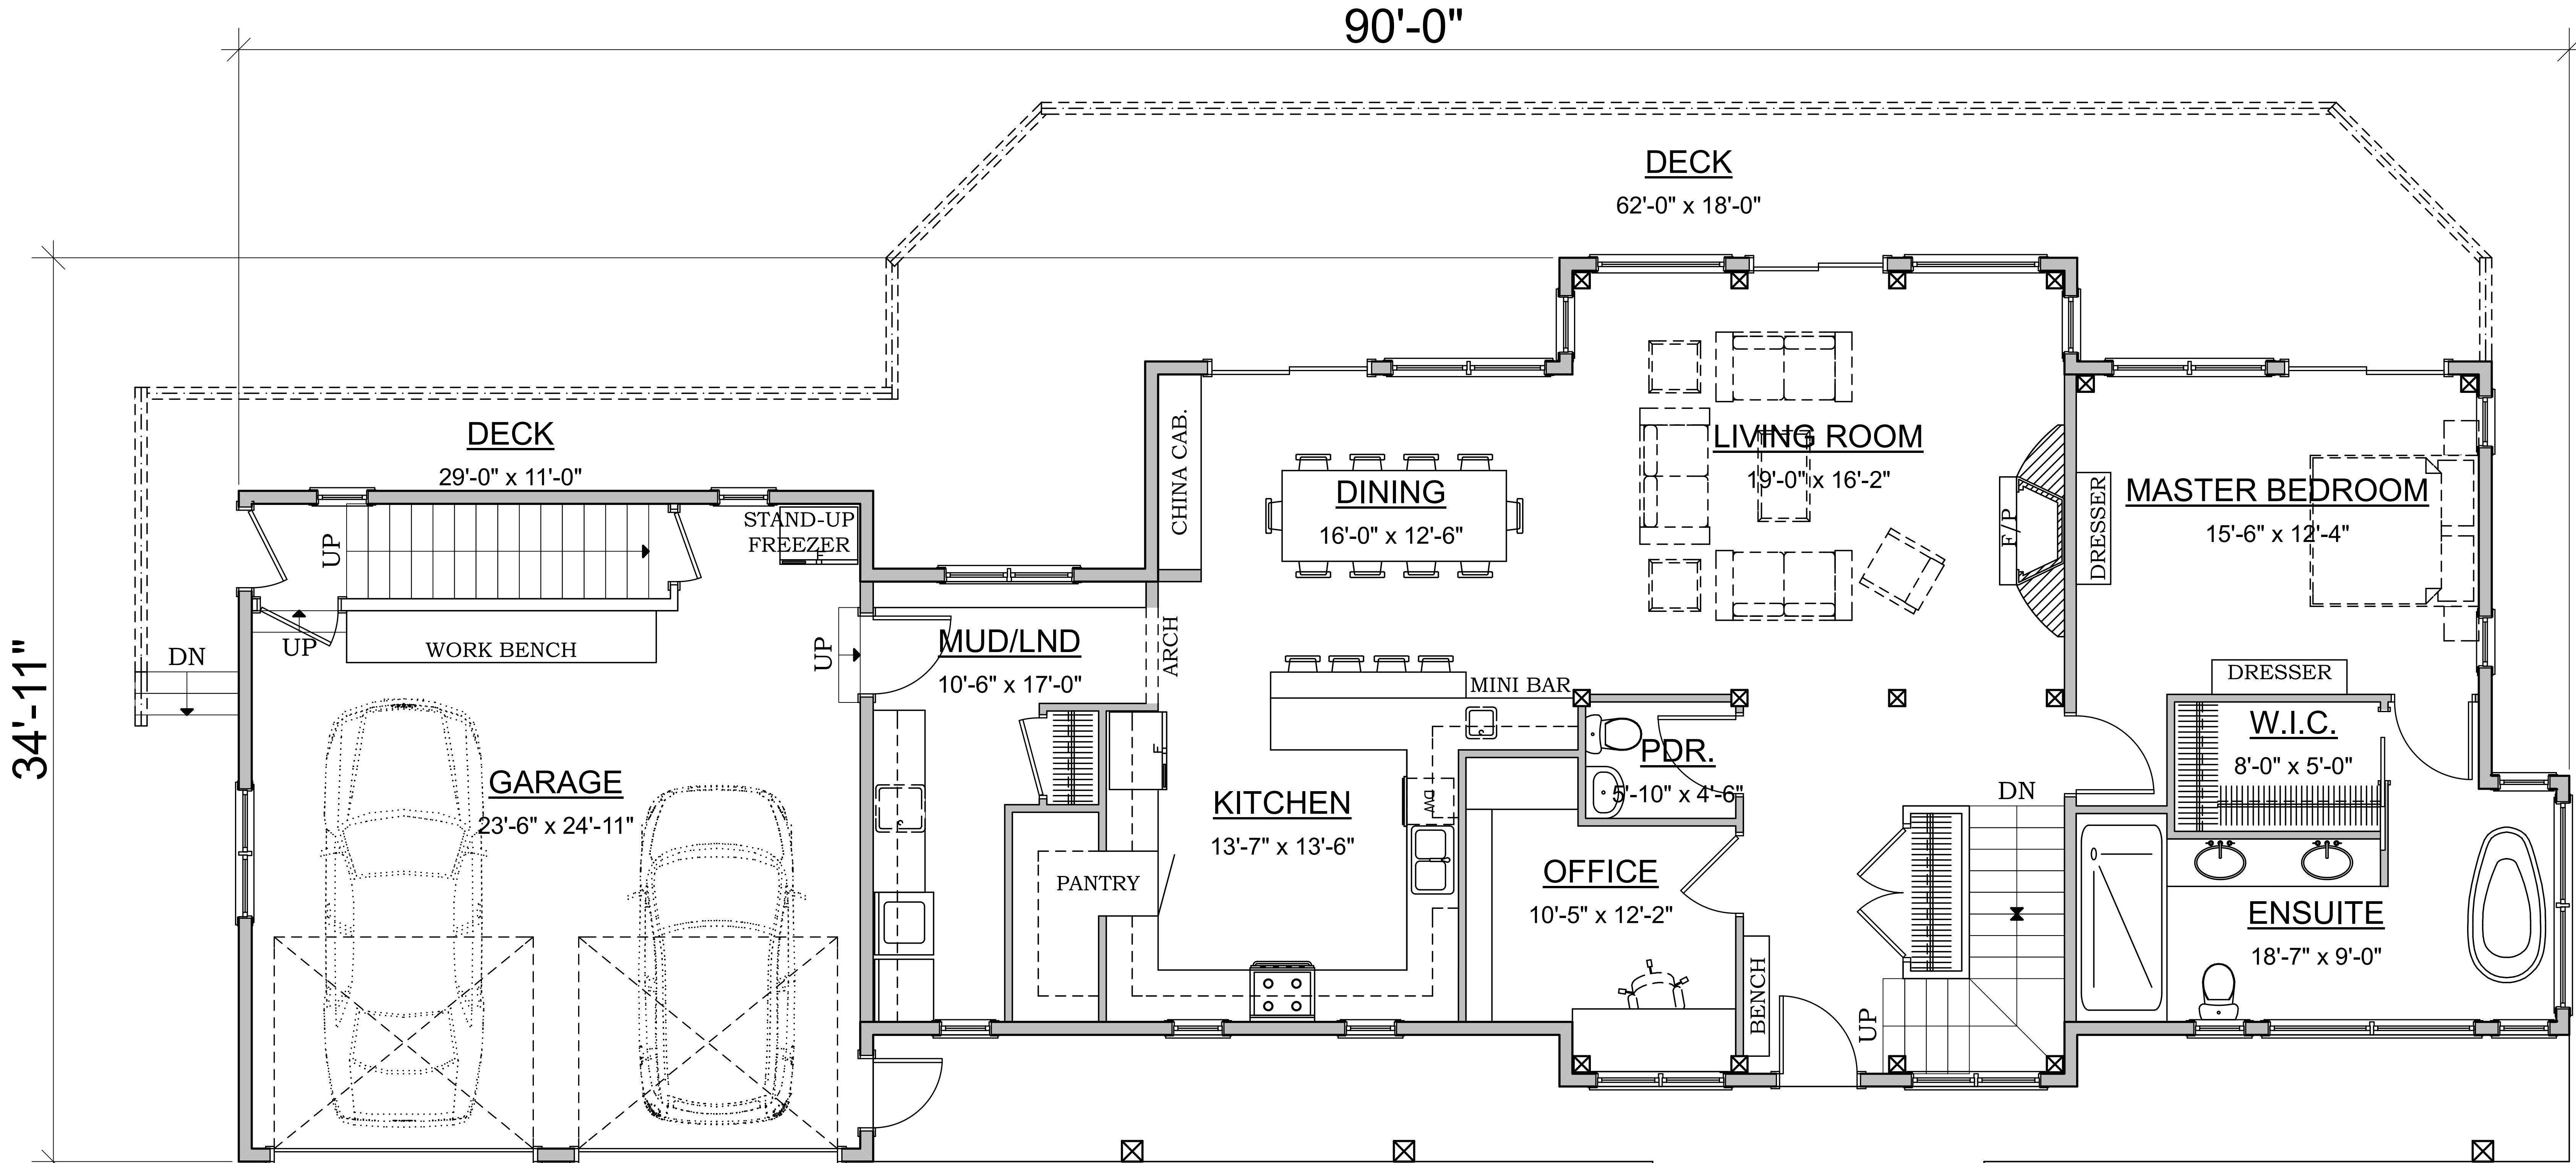 90'-0"
34'-11"
DECK
62'-0" x 18'-0"
DECK
29'-0" x 11'-0"
UP
STAND-UP
FREEZER
F
UP
WORK BENCH
DN
UP
GARAGE
23'-6" x 24'-11"
MUD/LND
10'-6" x 17'-0"
ARCH
CHINA CAB.
DINING
16'-0" x 12'-6"
LIVING ROOM
19'-0" x 16'-2"
F/P
DRESSER
MASTER BEDROOM
15'-6" x 12'-4"
DRESSER
MINI BAR
F
KITCHEN
13'-7" x 13'-6"
DW
PANTRY
PDR.
5'-10" x 4'-6"
OFFICE
10'-5" x 12'-2"
BENCH
UP
DN
W.I.C.
8'-0" x 5'-0"
ENSUITE
18'-7" x 9'-0"